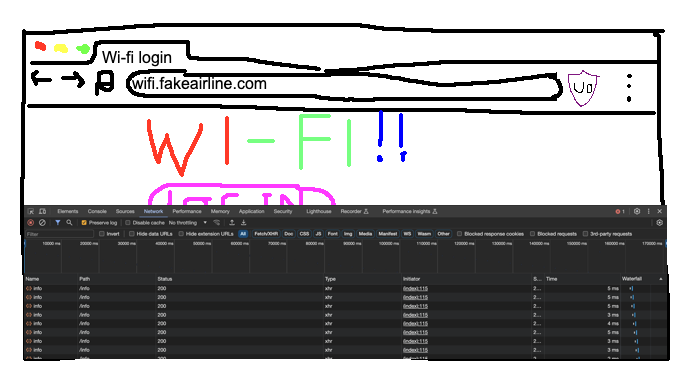 Wi-fi login
wifi.fakeairline.com
UO
WI-FI!!
LOG IN
Elements Console Sources Network Performance Memory Application Security Lighthouse Recorder Performance insights 1
Preserve log Disable cache No throttling
Filter Invert Hide data URLs Hide extension URLs All Fetch/XHR Doc CSS JS Font Img Media Manifest WS Wasm Other Blocked response cookies Blocked requests 3rd-party requests
10000 ms 20000 ms 30000 ms 40000 ms 50000 ms 60000 ms 70000 ms 80000 ms 90000 ms 100000 ms 110000 ms 120000 ms 130000 ms 140000 ms 150000 ms 160000 ms 170000 ms
Name Path Status Type Initiator S... Time Waterfall
info /info 200 xhr (index):115 2... 5 ms
info /info 200 xhr (index):115 2... 5 ms
info /info 200 xhr (index):115 2... 5 ms
info /info 200 xhr (index):115 2... 3 ms
info /info 200 xhr (index):115 2... 4 ms
info /info 200 xhr (index):115 2... 5 ms
info /info 200 xhr (index):115 2... 3 ms
info /info 200 xhr (index):115 2... 3 ms
info /info 200 xhr (index):115 2... 2 ms